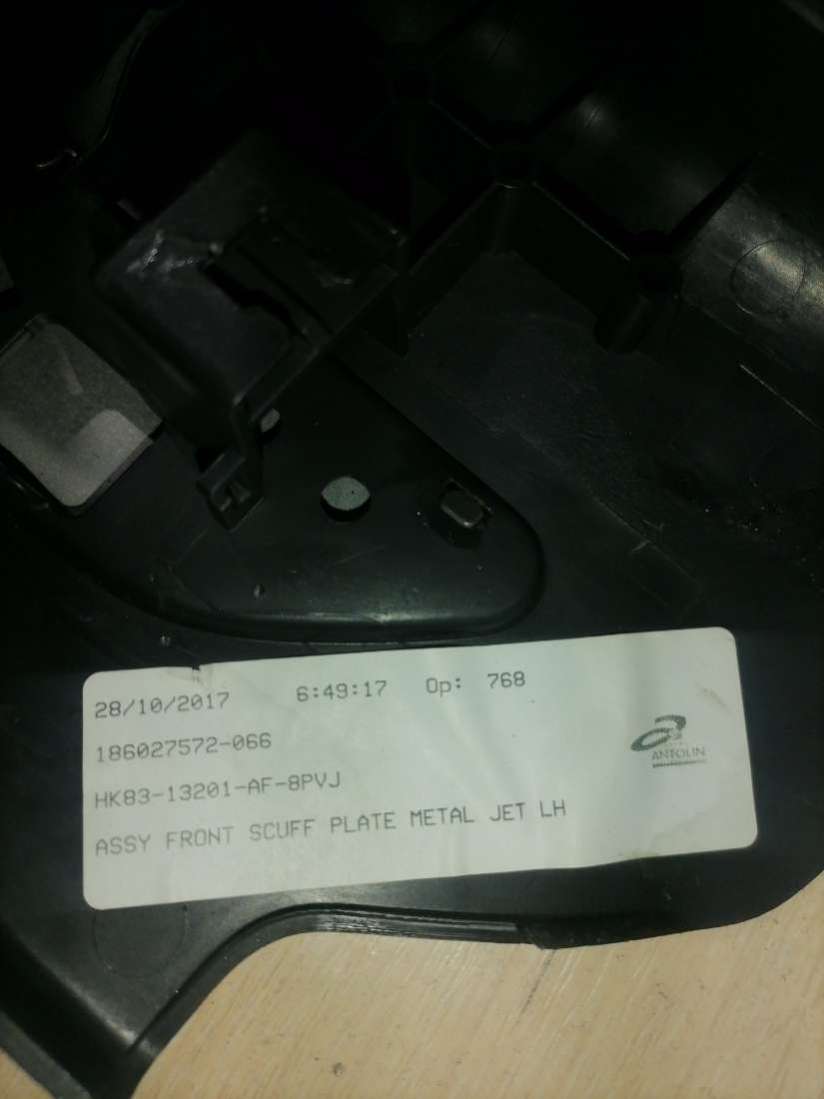 28/10/2017 6:49:17 Op: 768
186027572-066
HK83-13201-AF-8PVJ
ASSY FRONT SCUFF PLATE METAL JET LH
ANTOLIN